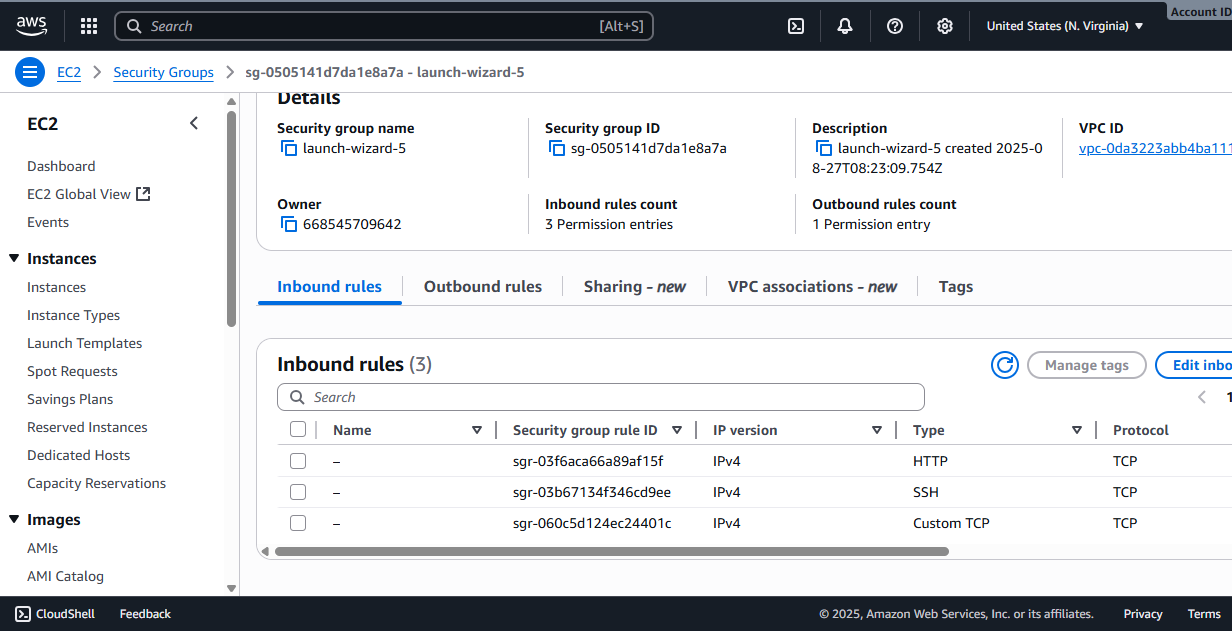 aws
Search [Alt+S]
United States (N. Virginia)
Account ID
EC2 > Security Groups > sg-0505141d7da1e8a7a - launch-wizard-5
EC2
Dashboard
EC2 Global View
Events
Instances
Instances
Instance Types
Launch Templates
Spot Requests
Savings Plans
Reserved Instances
Dedicated Hosts
Capacity Reservations
Images
AMIs
AMI Catalog
Details
Security group name
launch-wizard-5
Security group ID
sg-0505141d7da1e8a7a
Description
launch-wizard-5 created 2025-0
8-27T08:23:09.754Z
VPC ID
vpc-0da3223abb4ba111
Owner
668545709642
Inbound rules count
3 Permission entries
Outbound rules count
1 Permission entry
Inbound rules Outbound rules Sharing - new VPC associations - new Tags
Inbound rules (3)
Manage tags Edit inbo
Search
1
Name Security group rule ID IP version Type Protocol
– sgr-03f6aca66a89af15f IPv4 HTTP TCP
– sgr-03b67134f346cd9ee IPv4 SSH TCP
– sgr-060c5d124ec24401c IPv4 Custom TCP TCP
CloudShell Feedback © 2025, Amazon Web Services, Inc. or its affiliates. Privacy Terms